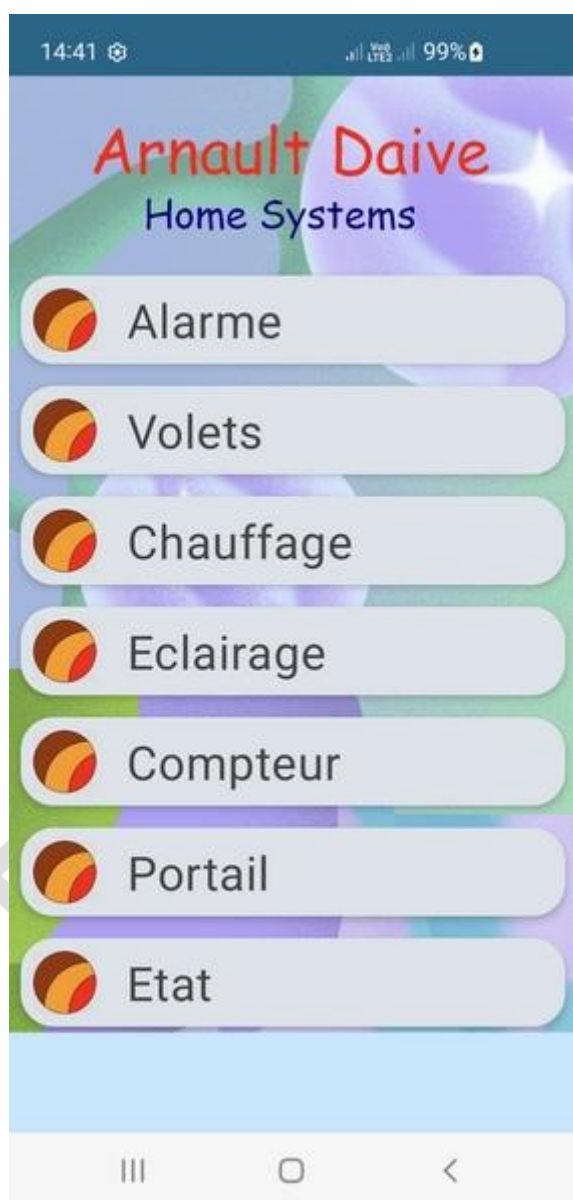 14:41 99%
Arnault Daive
Home Systems
Alarme
Volets
Chauffage
Eclairage
Compteur
Portail
Etat